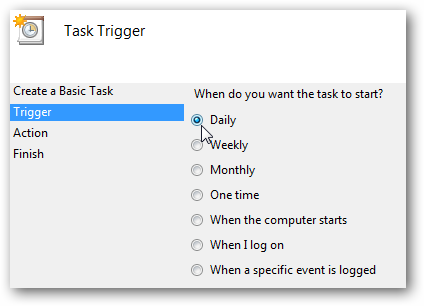 Task Trigger
Create a Basic Task
Trigger
Action
Finish
When do you want the task to start?
Daily
Weekly
Monthly
One time
When the computer starts
When I log on
When a specific event is logged